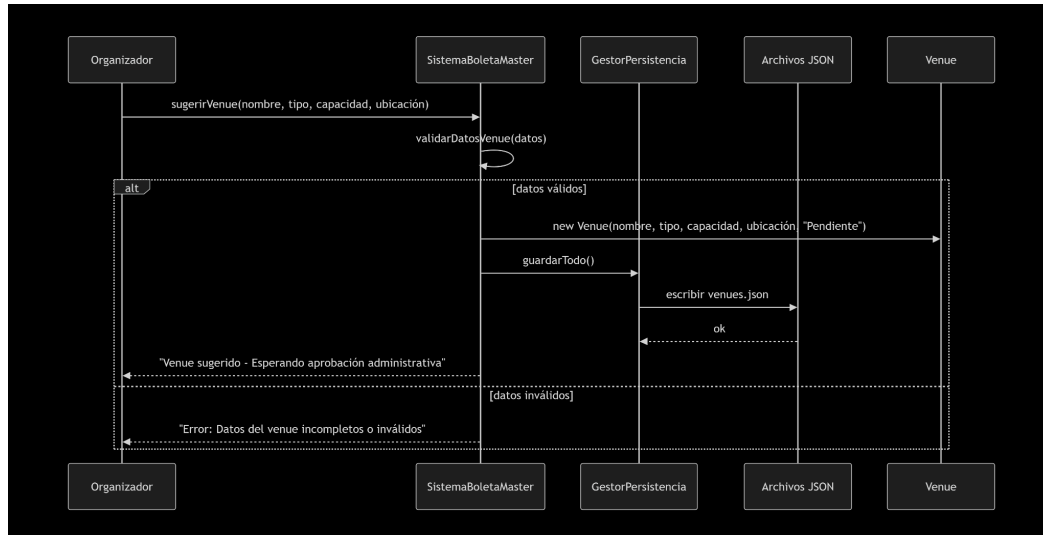 Organizador
SistemaBoletaMaster
GestorPersistencia
Archivos JSON
Venue
sugerirVenue(nombre, tipo, capacidad, ubicación)
validarDatosVenue(datos)
alt
[datos válidos]
new Venue(nombre, tipo, capacidad, ubicación, "Pendiente")
guardarTodo()
escribir venues.json
ok
"Venue sugerido - Esperando aprobación administrativa"
[datos inválidos]
"Error: Datos del venue incompletos o inválidos"
Organizador
SistemaBoletaMaster
GestorPersistencia
Archivos JSON
Venue